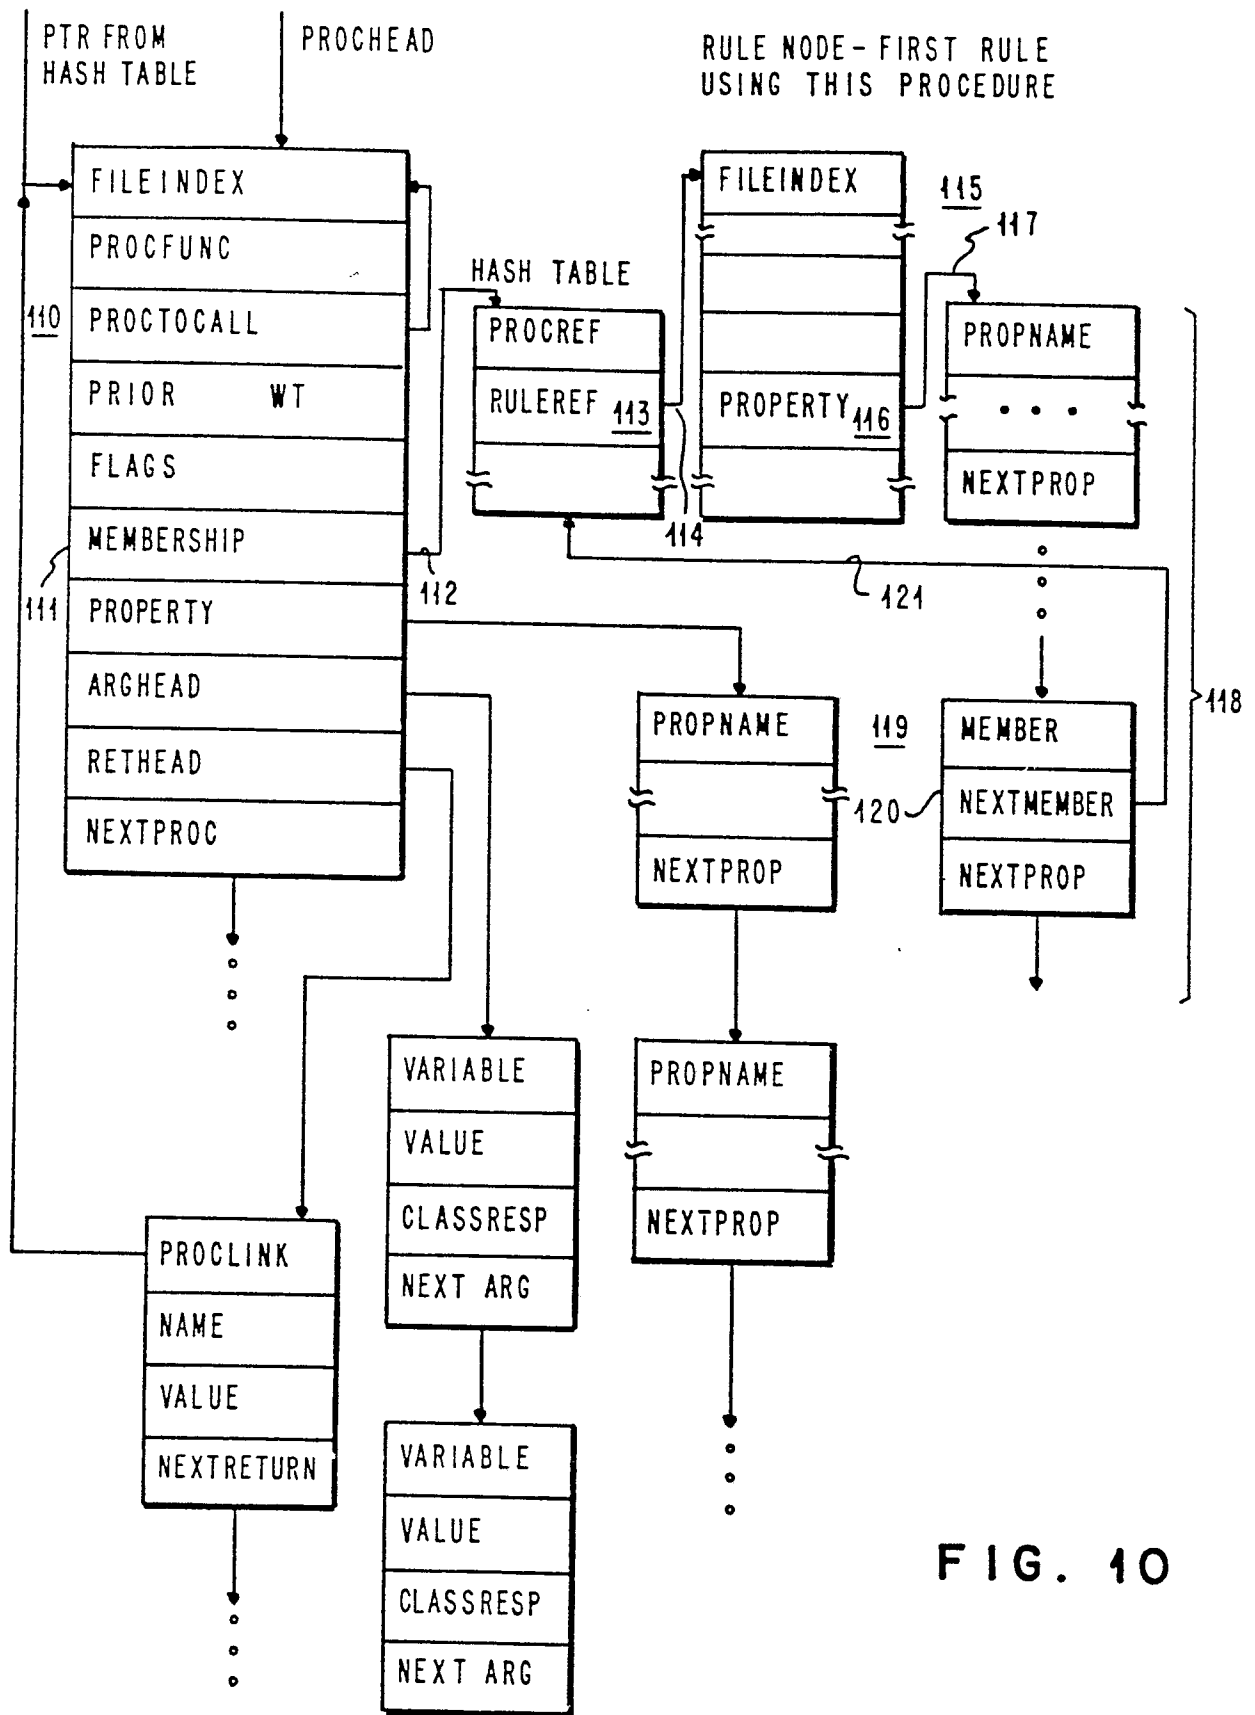 PTR FROM
HASH TABLE
PROCHEAD
RULE NODE - FIRST RULE
USING THIS PROCEDURE
FILEINDEX
PROCFUNC
110
PROCTOCALL
PRIOR WT
FLAGS
111
MEMBERSHIP
112
PROPERTY
ARGHEAD
RETHEAD
NEXTPROC
HASH TABLE
PROCREF
RULEREF 113
114
FILEINDEX
115
117
PROPERTY 116
PROPNAME
• • •
NEXTPROP
121
118
PROPNAME
119
NEXTPROP
MEMBER
120
NEXTMEMBER
NEXTPROP
PROPNAME
NEXTPROP
VARIABLE
VALUE
CLASSRESP
NEXT ARG
PROCLINK
NAME
VALUE
NEXTRETURN
VARIABLE
VALUE
CLASSRESP
NEXT ARG
FIG. 10